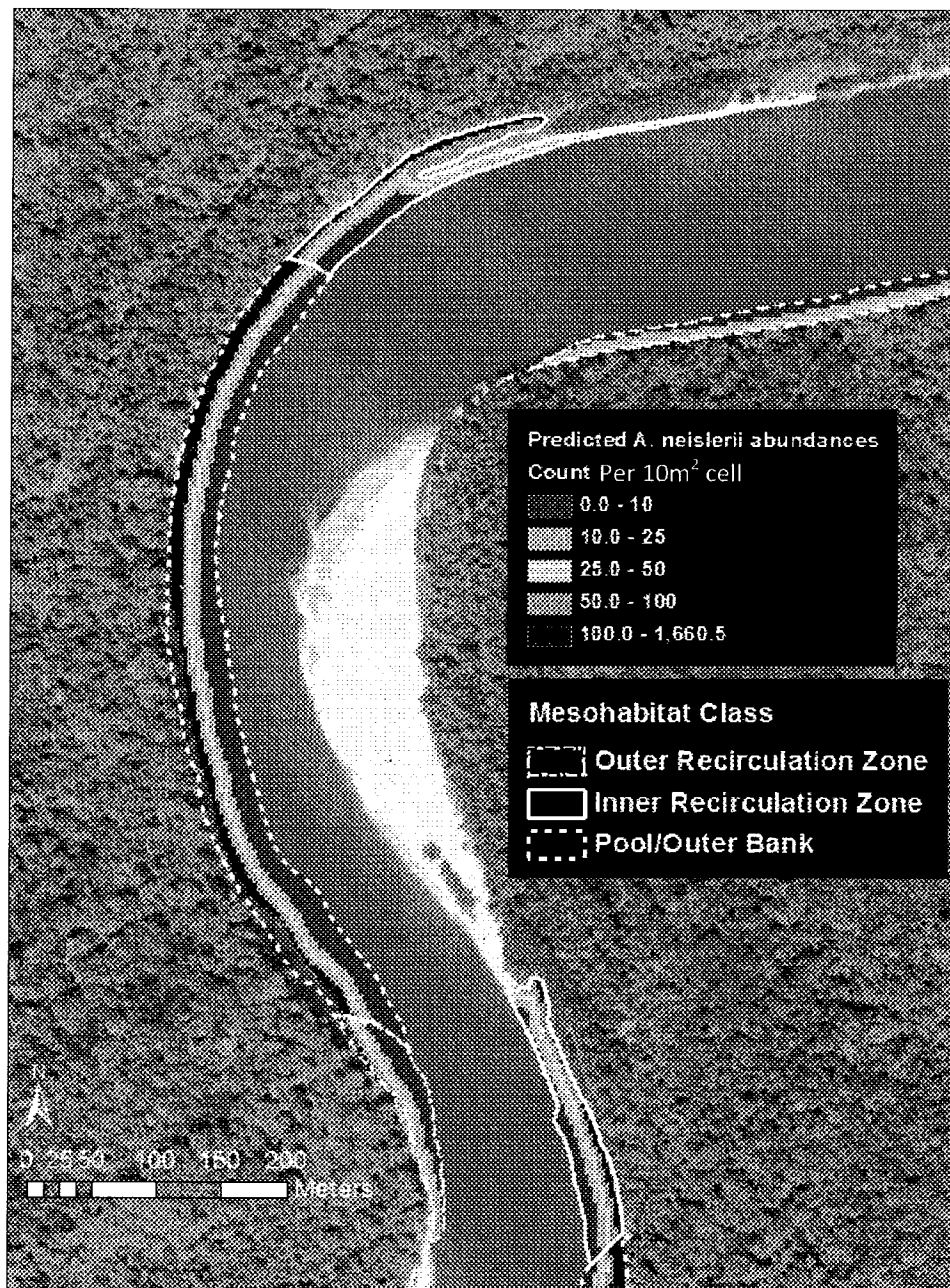 Predicted A. neislerii abundances
Count Per 10m² cell
0.0 - 10
10.0 - 25
25.0 - 50
50.0 - 100
100.0 - 1,660.5
Mesohabitat Class
Outer Recirculation Zone
Inner Recirculation Zone
Pool/Outer Bank
N
0 25 50 100 150 200
Meters